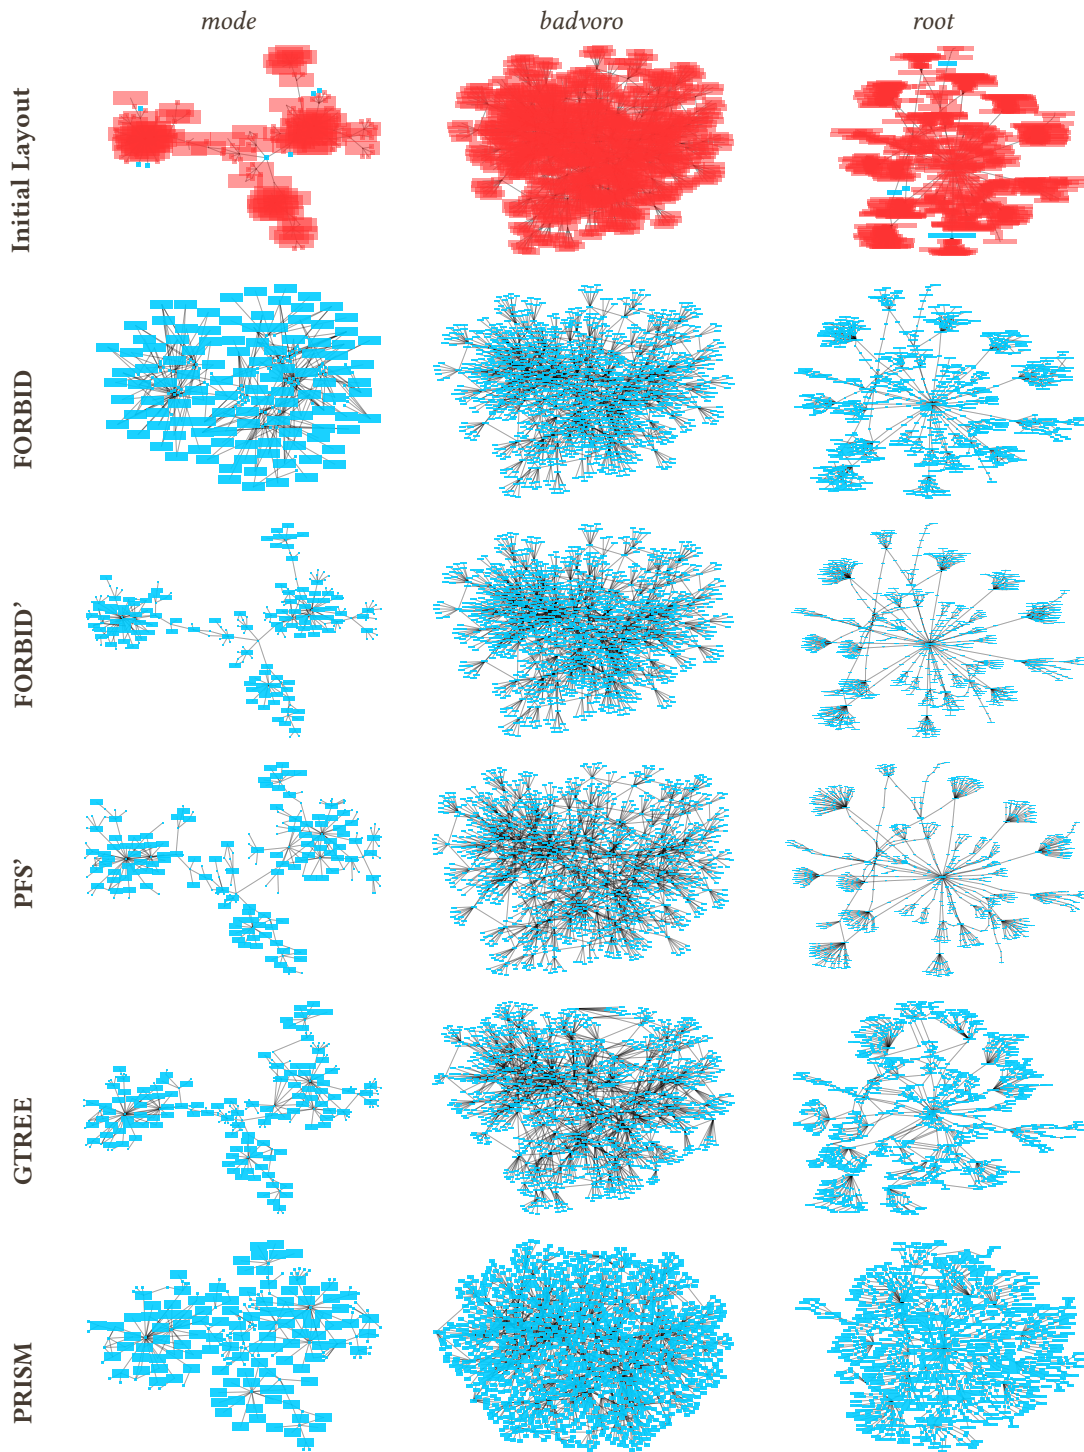 mode badvoro root
Initial Layout
FORBID
FORBID’
PFS’
GTREE
PRISM